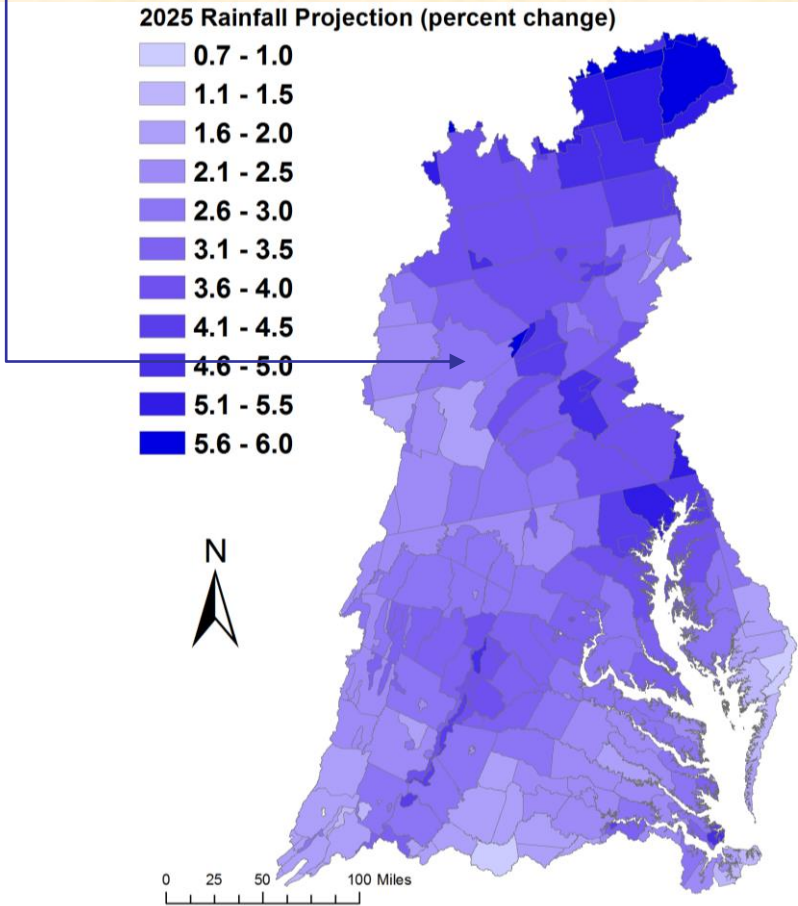 2025 Rainfall Projection (percent change)
0.7 - 1.0
1.1 - 1.5
1.6 - 2.0
2.1 - 2.5
2.6 - 3.0
3.1 - 3.5
3.6 - 4.0
4.1 - 4.5
4.6 - 5.0
5.1 - 5.5
5.6 - 6.0
N
0 25 50 100 Miles